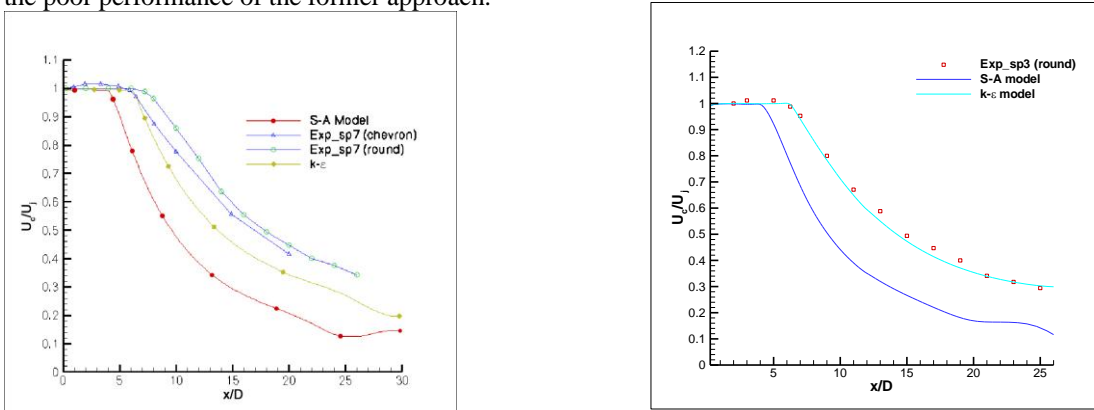 the poor performance of the former approach.
1.1
1
0.9
0.8
0.7
0.6
0.5
0.4
0.3
0.2
0.1
0
U_c/U_j
0 5 10 15 20 25 30
x/D
S-A Model
Exp_sp7 (chevron)
Exp_sp7 (round)
k-ε
1.2
1.1
1
0.9
0.8
0.7
0.6
0.5
0.4
0.3
0.2
0.1
0
U_c/U_j
5 10 15 20 25
x/D
Exp_sp3 (round)
S-A model
k-ε model